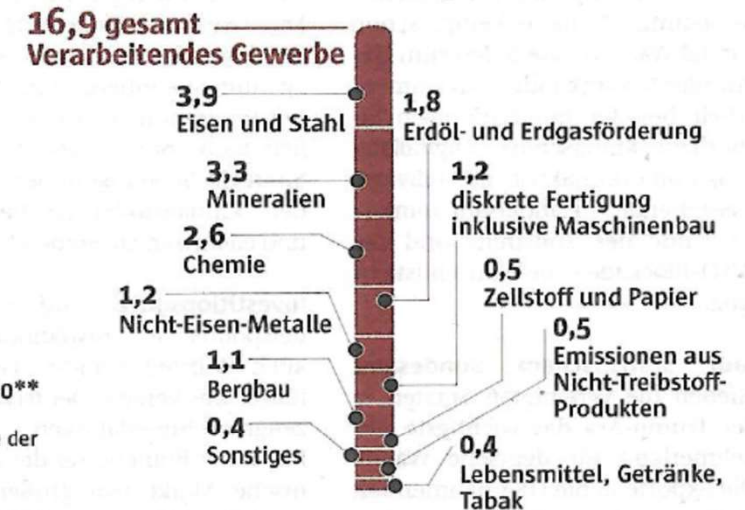 16,9 gesamt
Verarbeitendes Gewerbe
3,9
Eisen und Stahl
3,3
Mineralien
2,6
Chemie
1,2
Nicht-Eisen-Metalle
1,1
Bergbau
0,4
Sonstiges
1,8
Erdöl- und Erdgasförderung
1,2
diskrete Fertigung
inklusive Maschinenbau
0,5
Zellstoff und Papier
0,5
Emissionen aus
Nicht-Treibstoff-
Produkten
0,4
Lebensmittel, Getränke,
Tabak
0**
der